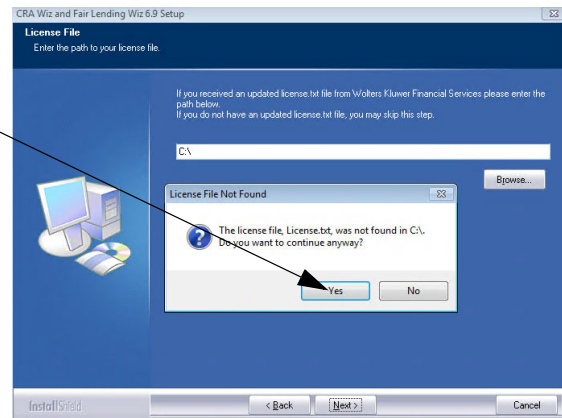 CRA Wiz and Fair Lending Wiz 6.9 Setup
License File
Enter the path to your license file.
If you received an updated license.txt file from Wolters Kluwer Financial Services please enter the
path below.
If you do not have an updated license.txt file, you may skip this step.
C:\
Browse...
License File Not Found
The license file, License.txt, was not found in C:\.
Do you want to continue anyway?
Yes
No
InstallShield
< Back
Next >
Cancel